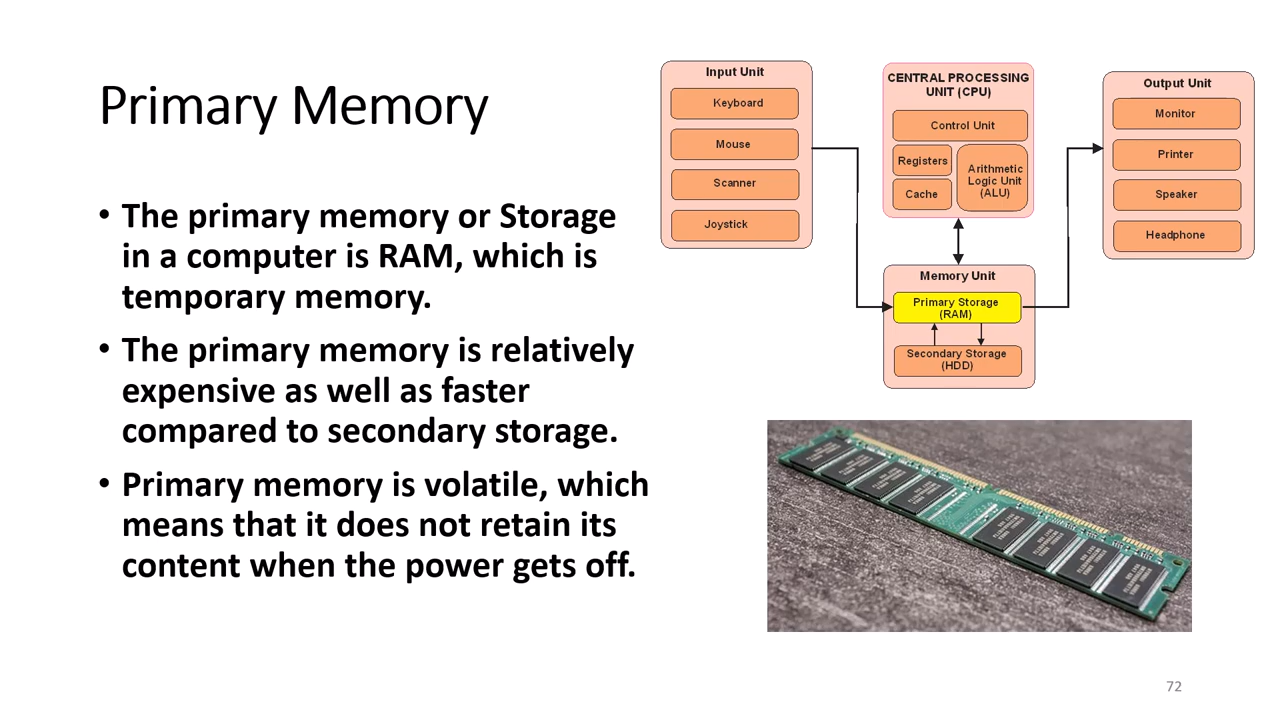 Primary Memory
• The primary memory or Storage
in a computer is RAM, which is
temporary memory.
• The primary memory is relatively
expensive as well as faster
compared to secondary storage.
• Primary memory is volatile, which
means that it does not retain its
content when the power gets off.
Input Unit
Keyboard
Mouse
Scanner
Joystick
CENTRAL PROCESSING
UNIT (CPU)
Control Unit
Registers
Cache
Arithmetic
Logic Unit
(ALU)
Memory Unit
Primary Storage
(RAM)
Secondary Storage
(HDD)
Output Unit
Monitor
Printer
Speaker
Headphone
72